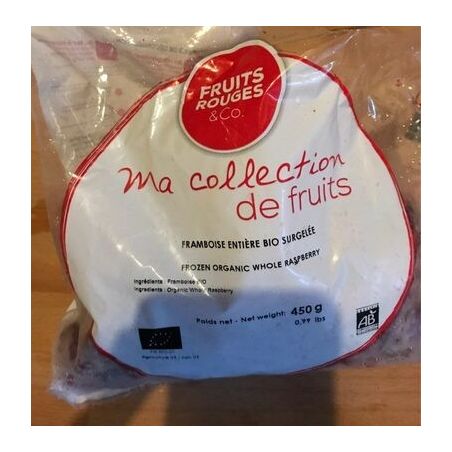 FRUITS
ROUGES
& Co.
ma collection
de fruits
FRAMBOISE ENTIÈRE BIO SURGELÉE
FROZEN ORGANIC WHOLE RASPBERRY
Ingrédients : Framboise BIO
Ingredients : Organic Whole Raspberry
Poids net - Net weight: 450 g
0.99 lbs
AB